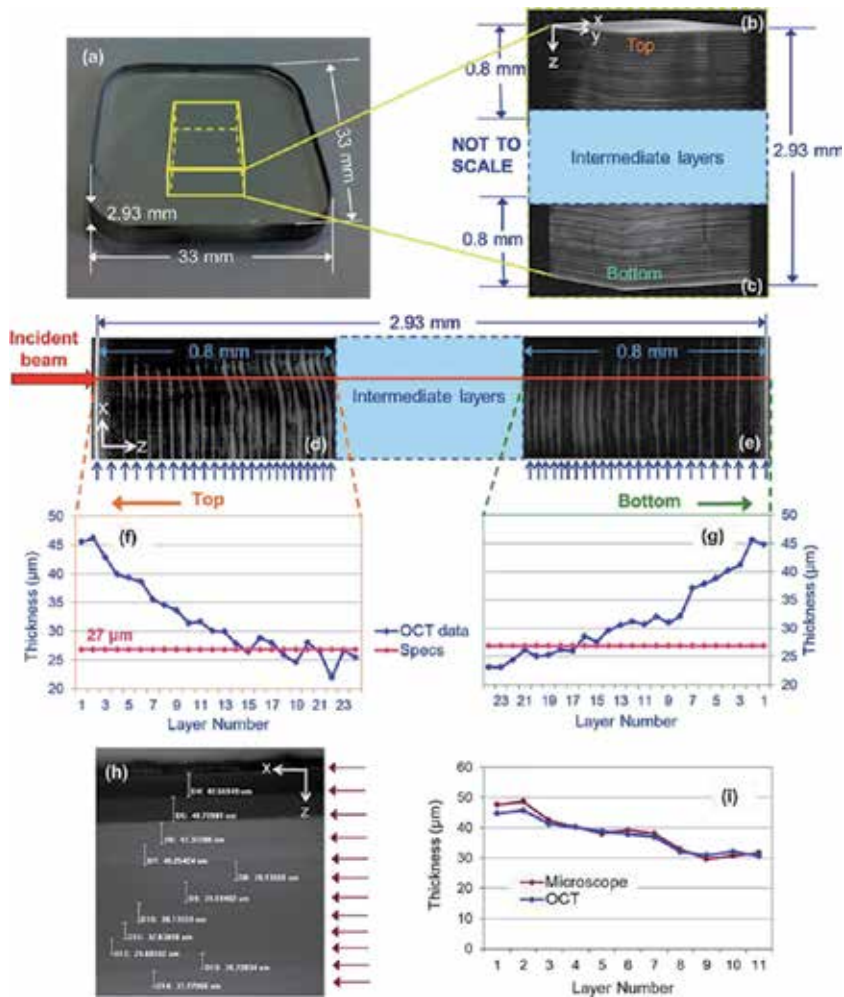 (a)
33 mm
2.93 mm
33 mm
(b)
x
y
z
Top
0.8 mm
NOT TO
SCALE
Intermediate layers
2.93 mm
0.8 mm
Bottom
(c)
2.93 mm
Incident
beam
0.8 mm
Intermediate layers
0.8 mm
X
Z
(d)
(e)
Top
Bottom
(f)
Thickness (µm)
50
45
40
35
30
25
20
27 µm
1 3 5 7 9 11 13 15 17 19 21 23
Layer Number
OCT data
Specs
(g)
50
45
40
35
30
25
20
Thickness (µm)
23 21 19 17 15 13 11 9 7 5 3 1
Layer Number
(h)
X
Z
(i)
Thickness (µm)
60
50
40
30
20
10
0
Microscope
OCT
1 2 3 4 5 6 7 8 9 10 11
Layer Number